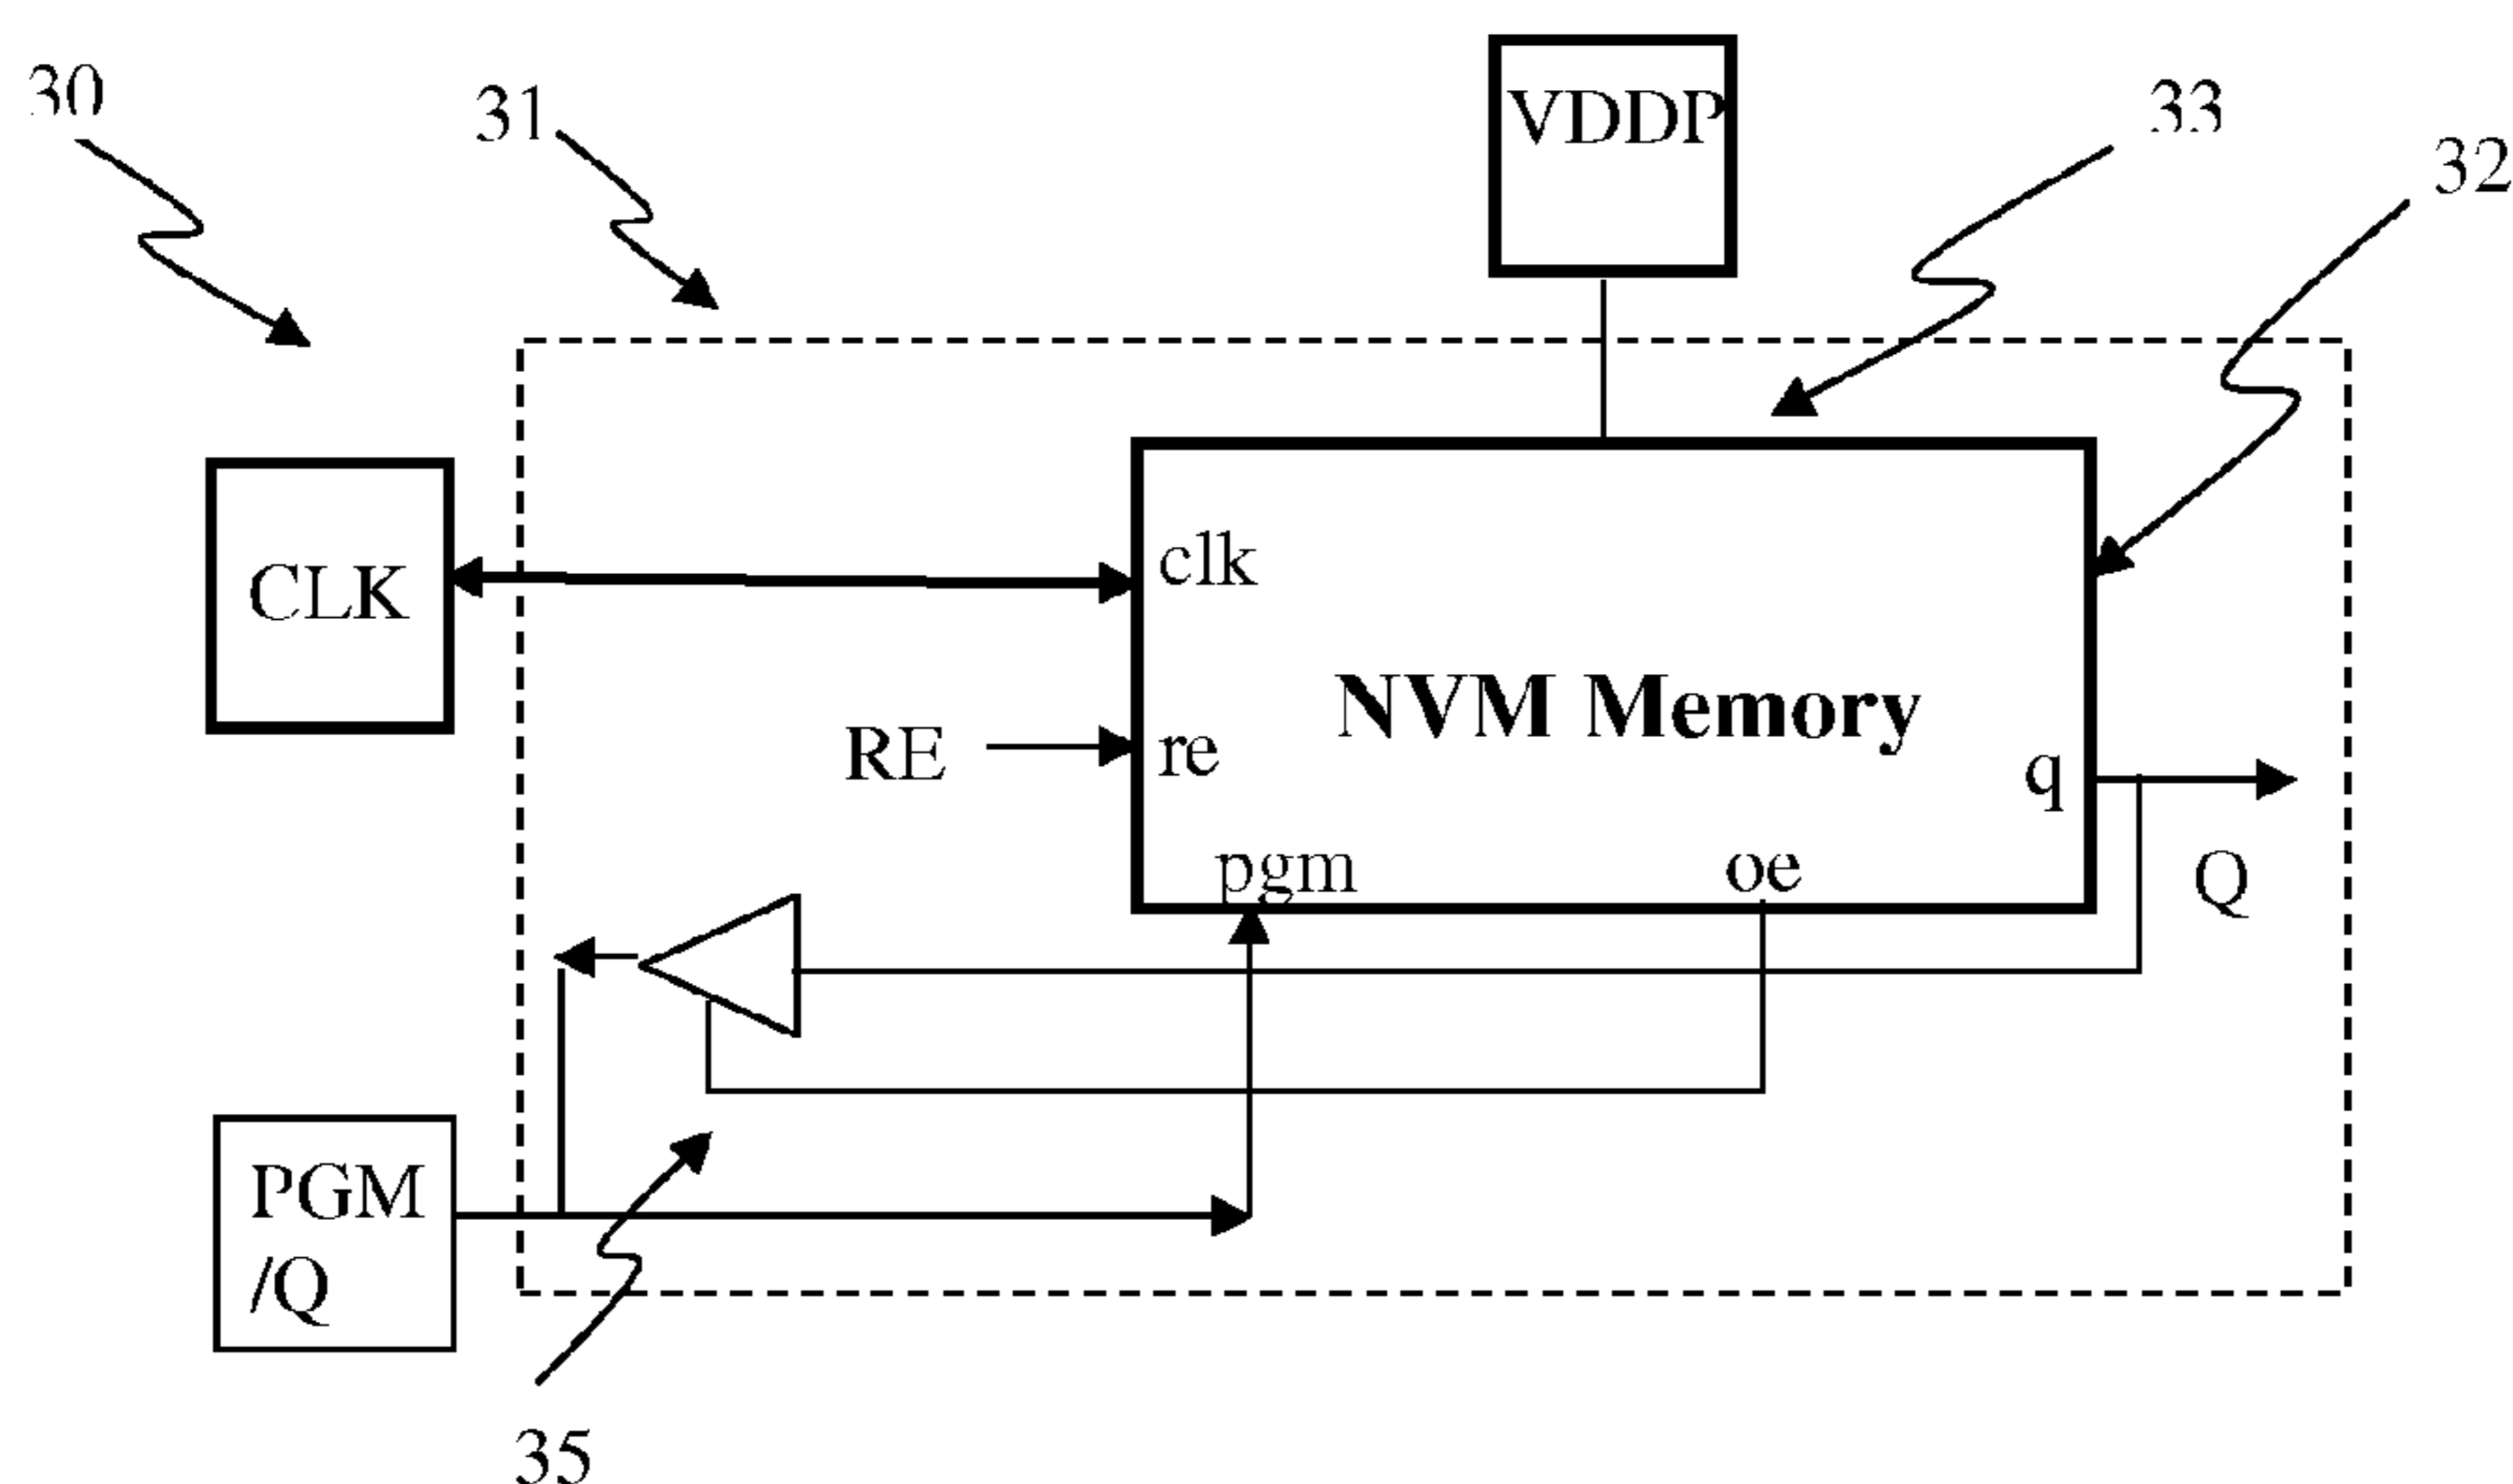 30
31
VDDP
33
32
CLK
clk
NVM Memory
RE
re
q
pgm
oe
Q
PGM
/Q
35